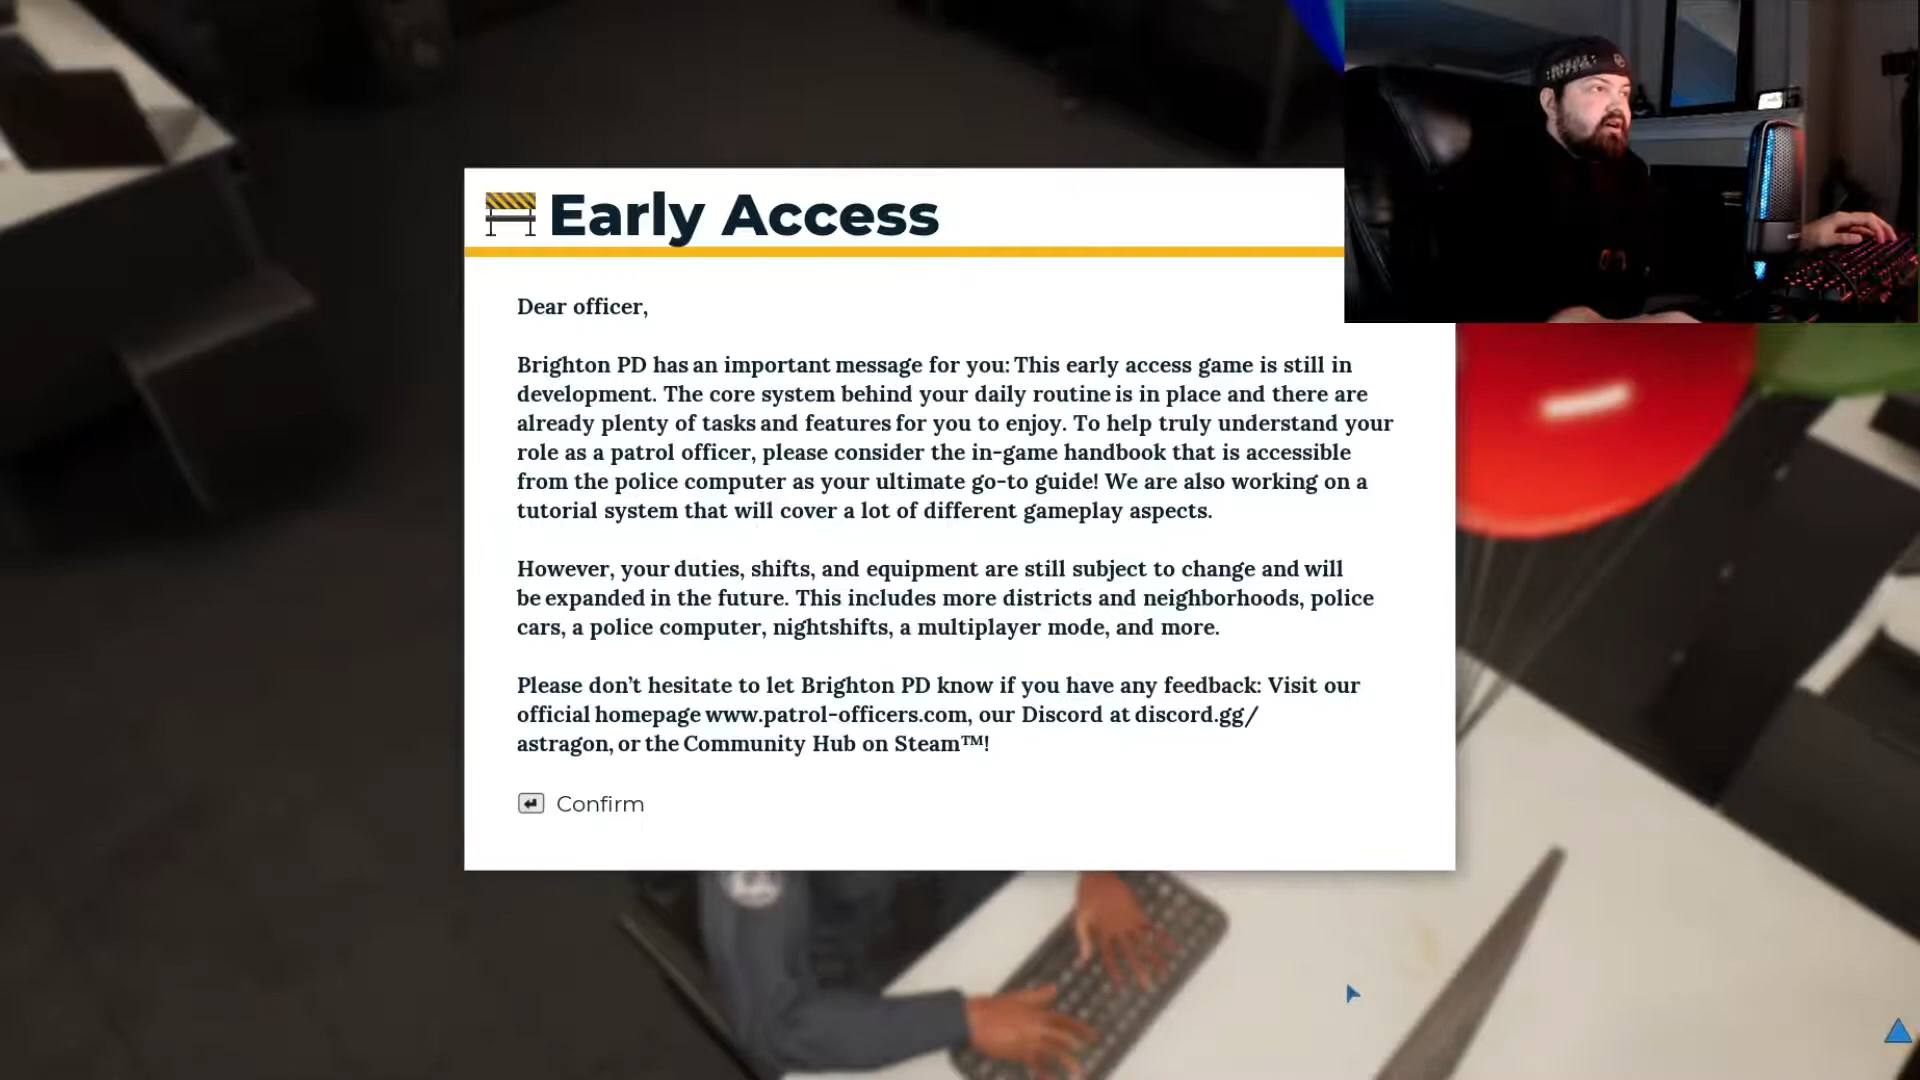 Early Access
Dear officer,
Brighton PD has an important message for you: This early access game is still in
development. The core system behind your daily routine is in place and there are
already plenty of tasks and features for you to enjoy. To help truly understand your
role as a patrol officer, please consider the in-game handbook that is accessible
from the police computer as your ultimate go-to guide! We are also working on a
tutorial system that will cover a lot of different gameplay aspects.
However, your duties, shifts, and equipment are still subject to change and will
be expanded in the future. This includes more districts and neighborhoods, police
cars, a police computer, nightshifts, a multiplayer mode, and more.
Please don’t hesitate to let Brighton PD know if you have any feedback: Visit our
official homepage www.patrol-officers.com, our Discord at discord.gg/
astragon, or the Community Hub on Steam™!
Confirm